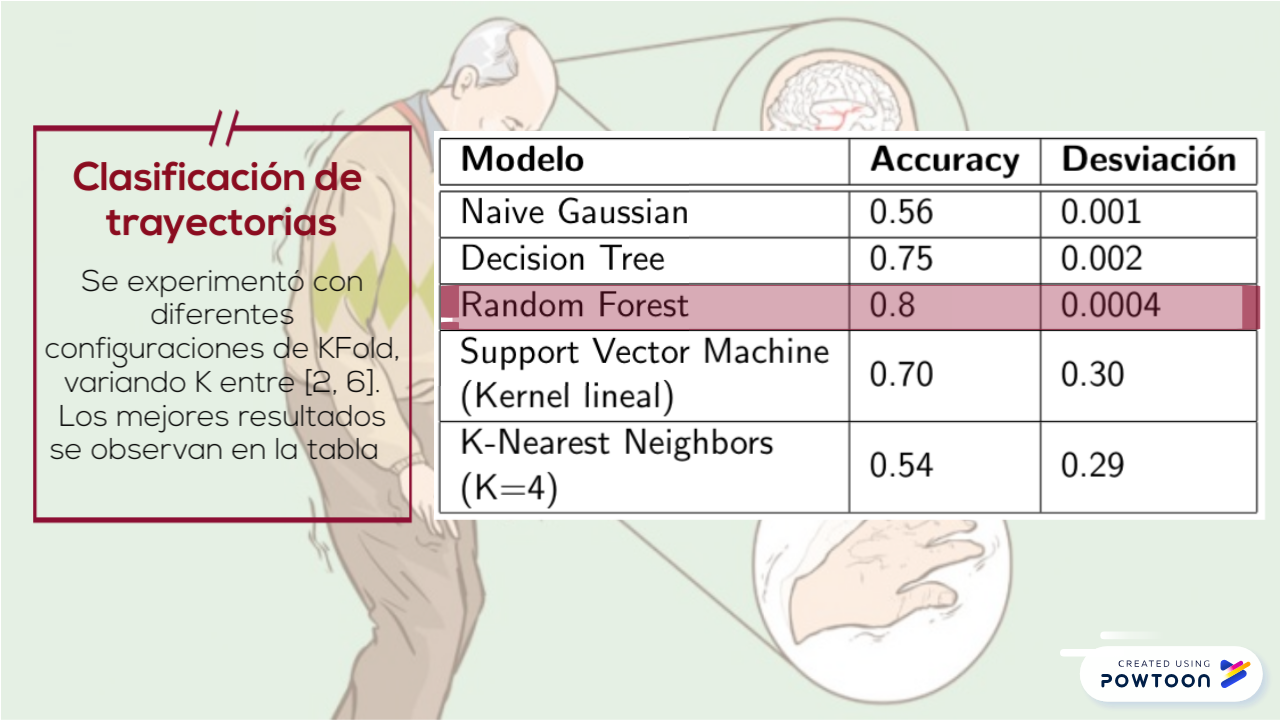 Clasificación de
trayectorias
Se experimentó con
diferentes
configuraciones de KFold,
variando K entre [2, 6].
Los mejores resultados
se observan en la tabla
Modelo Accuracy Desviación
Naive Gaussian 0.56 0.001
Decision Tree 0.75 0.002
Random Forest 0.8 0.0004
Support Vector Machine
(Kernel lineal) 0.70 0.30
K-Nearest Neighbors
(K=4) 0.54 0.29
CREATED USING
POWTOON